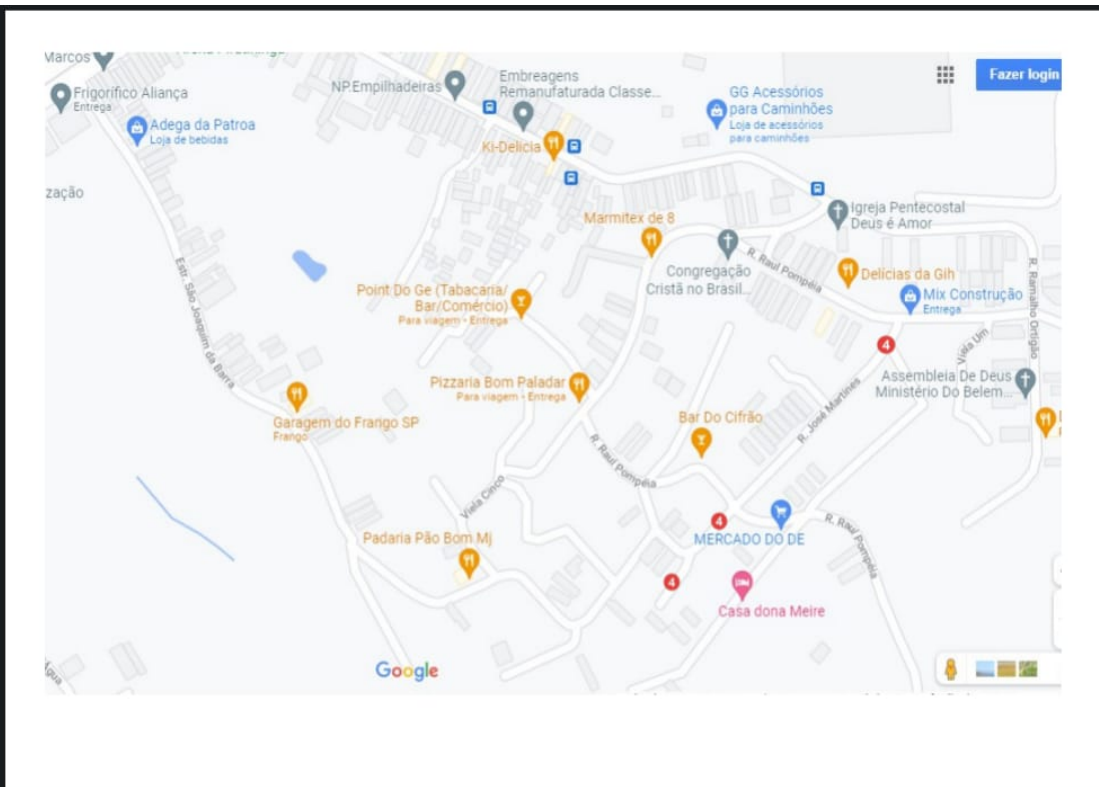 Marcos
Frigorífico Aliança
Entrega
Adega da Patroa
Loja de bebidas
NP.Empilhadeiras
Embreagens
Remanufaturada Classe...
Ki-Delícia
GG Acessórios
para Caminhões
Loja de acessórios
para caminhões
Fazer login
zação
Marmitex de 8
Igreja Pentecostal
Deus é Amor
Congregação
Cristã no Brasil...
R. Raul Pompéia
Delícias da Gih
Mix Construção
Entrega
R. Ramalho Ortigão
Estr. São Joaquim da Barra
Point Do Ge (Tabacaria/
Bar/Comércio)
Para viagem • Entrega
4
Viela Um
Assembleia De Deus
Ministério Do Belem...
Pizzaria Bom Paladar
Para viagem • Entrega
Garagem do Frango SP
Frango
Bar Do Cifrão
R. José Martines
R. Raul Pompéia
Viela Cinco
Padaria Pão Bom Mj
4
MERCADO DO DE
R. Raul Pompéia
4
Casa dona Meire
Google
Água